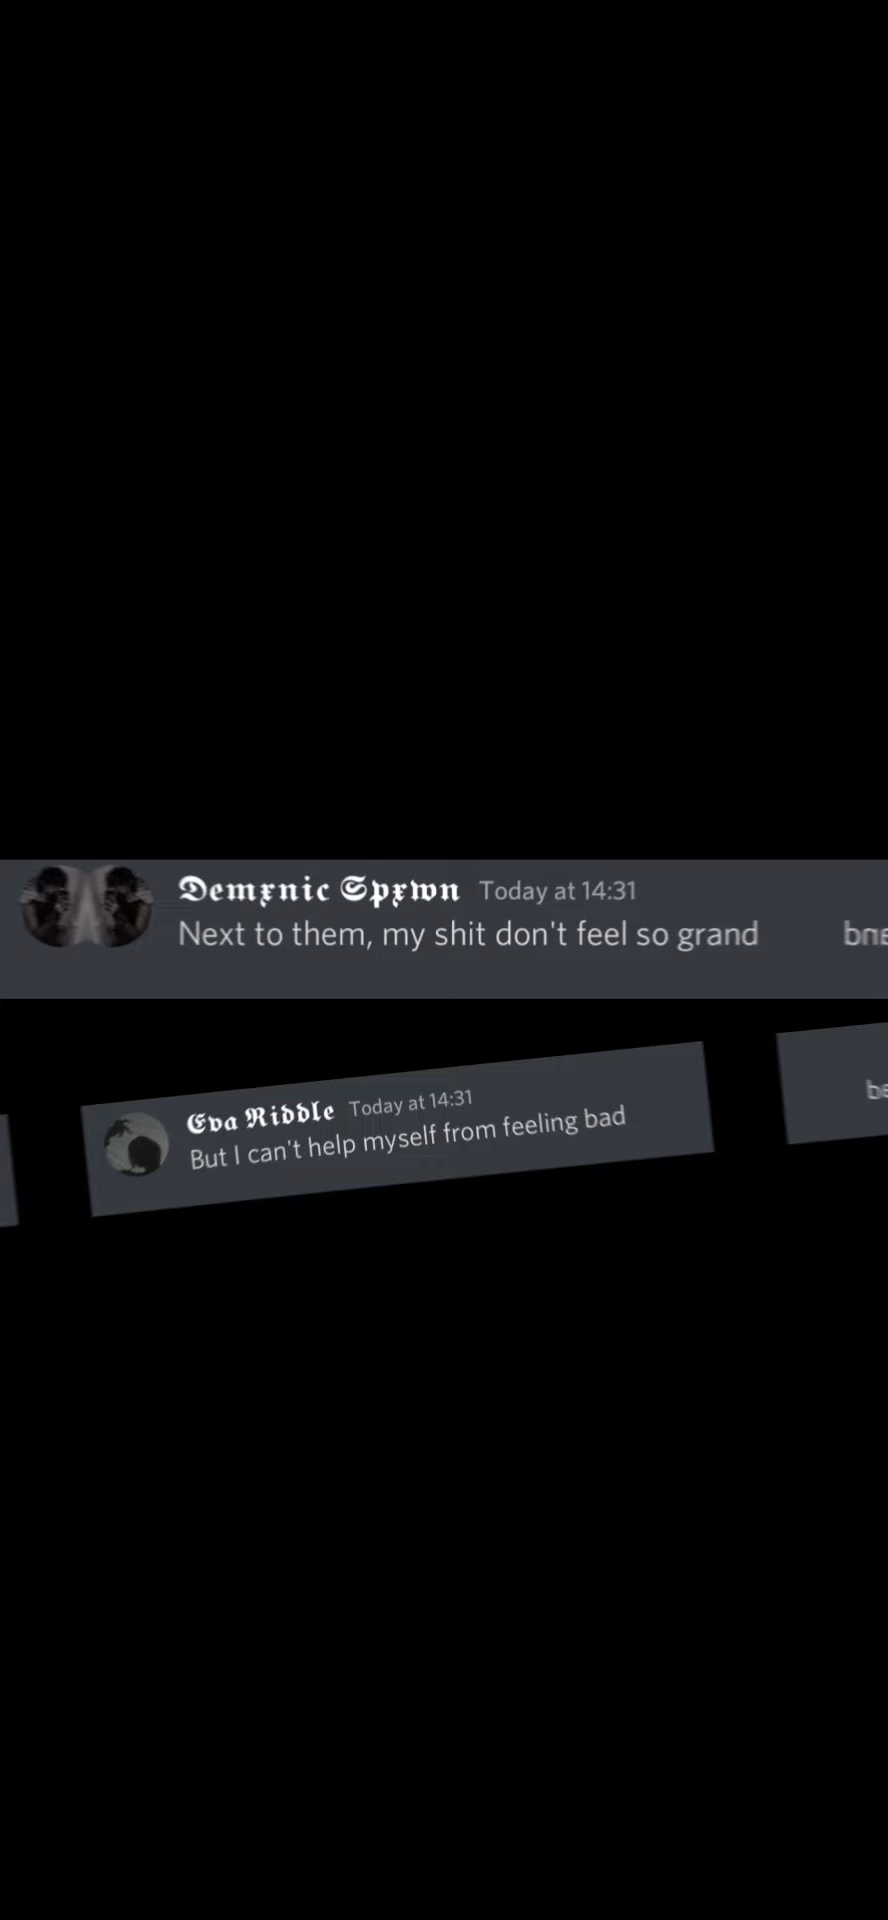 𝕯𝖊𝖒𝖝𝖓𝖎𝖈 𝕾𝖕𝖝𝖜𝖓 Today at 14:31
Next to them, my shit don't feel so grand
𝕰𝖛𝖆 𝕽𝖎𝖉𝖉𝖑𝖊 Today at 14:31
But I can't help myself from feeling bad